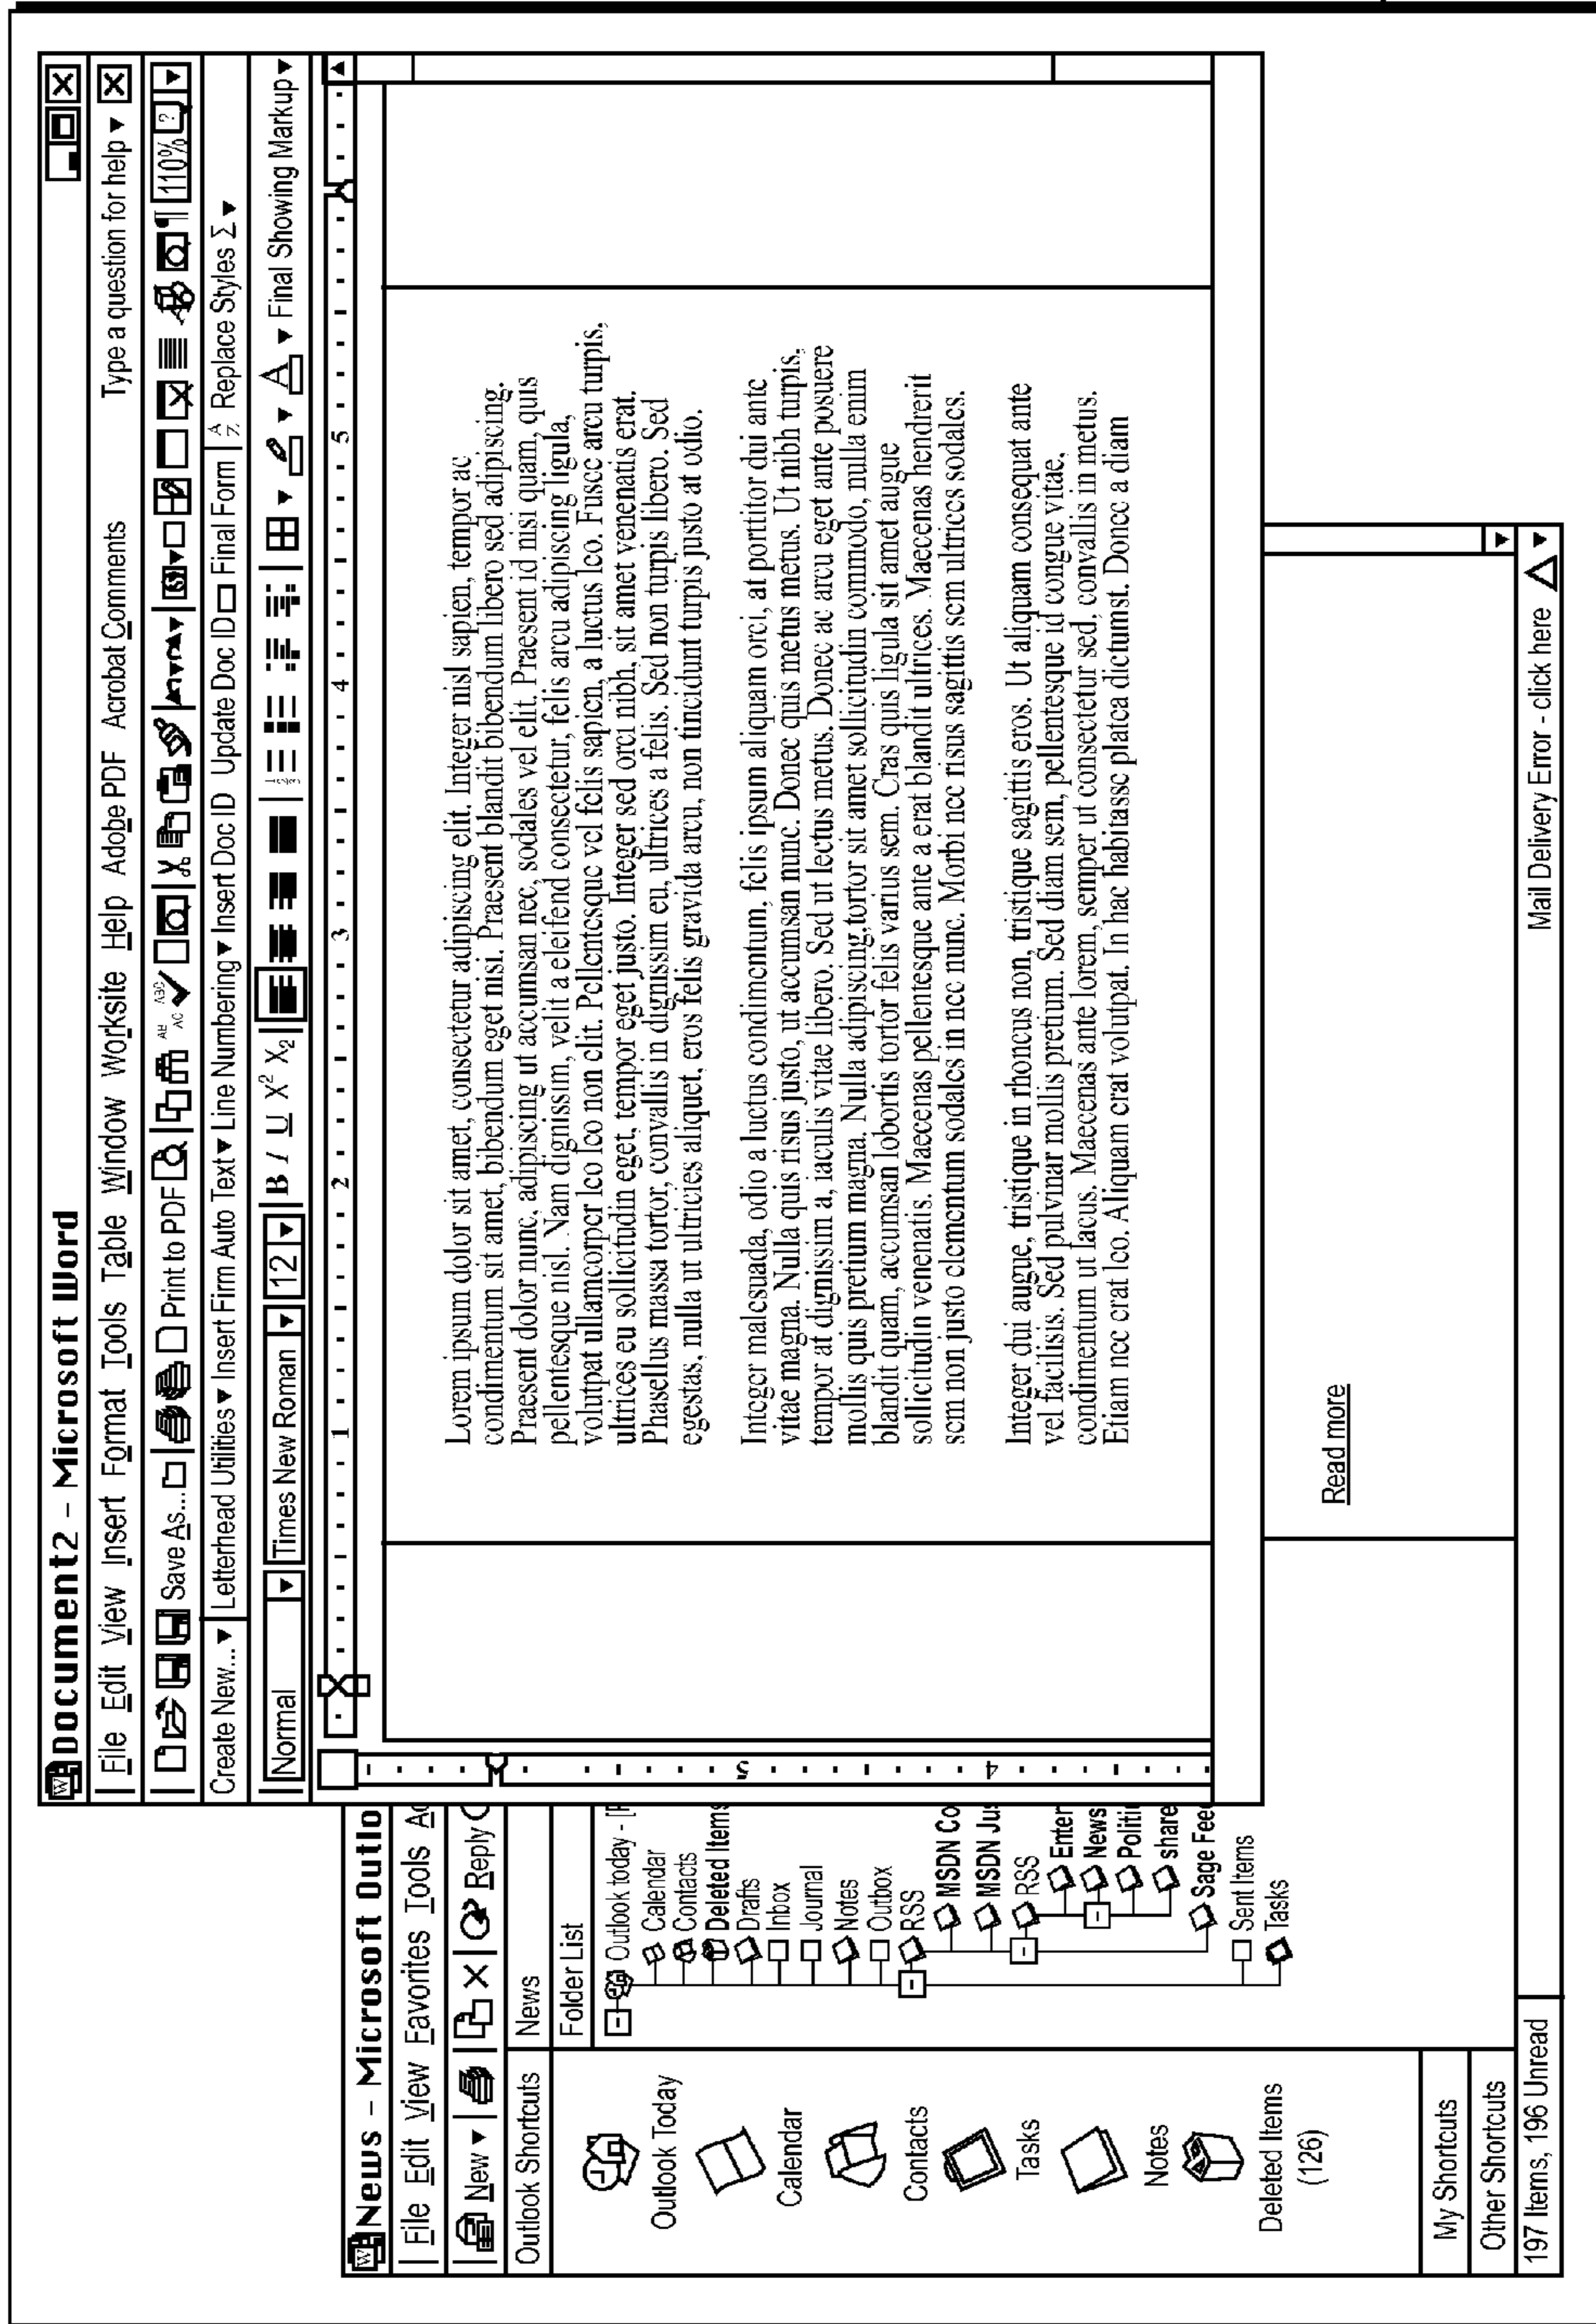 Document2 – Microsoft Word
File Edit View Insert Format Tools Table Window Worksite Help Adobe PDF Acrobat Comments Type a question for help
Save As... Print to PDF 110% ?
Create New... Letterhead Utilities Insert Firm Auto Text Line Numbering Insert Doc ID Update Doc ID Final Form Replace Styles Σ
Normal Times New Roman 12 B I U X² X₂ A Final Showing Markup
1 2 3 4 5
Lorem ipsum dolor sit amet, consectetur adipiscing elit. Integer nisl sapien, tempor ac
condimentum sit amet, bibendum eget nisi. Praesent blandit bibendum libero sed adipiscing.
Praesent dolor nunc, adipiscing ut accumsan nec, sodales vel elit. Praesent id nisi quam, quis
pellentesque nisl. Nam dignissim, velit a eleifend consectetur, felis arcu adipiscing ligula,
volutpat ullamcorper leo leo non elit. Pellentesque vel felis sapien, a luctus leo. Fusce arcu turpis,
ultrices eu sollicitudin eget, tempor eget justo. Integer sed orci nibh, sit amet venenatis erat.
Phasellus massa tortor, convallis in dignissim eu, ultrices a felis. Sed non turpis libero. Sed
egestas, nulla ut ultricies aliquet, eros felis gravida arcu, non tincidunt turpis justo at odio.
Integer malesuada, odio a luctus condimentum, felis ipsum aliquam orci, at porttitor dui ante
vitae magna. Nulla quis risus justo, ut accumsan nunc. Donec quis metus metus. Ut nibh turpis,
tempor at dignissim a, iaculis vitae libero. Sed ut lectus metus. Donec ac arcu eget ante posuere
mollis quis pretium magna. Nulla adipiscing,tortor sit amet sollicitudin commodo, nulla enim
blandit quam, accumsan lobortis tortor felis varius sem. Cras quis ligula sit amet augue
sollicitudin venenatis. Maecenas pellentesque ante a erat blandit ultrices. Maecenas hendrerit
sem non justo elementum sodales in nec nunc. Morbi nec risus sagittis sem ultrices sodales.
Integer dui augue, tristique in rhoncus non, tristique sagittis eros. Ut aliquam consequat ante
vel facilisis. Sed pulvinar mollis pretium. Sed diam sem, pellentesque id congue vitae,
condimentum ut lacus. Maecenas ante lorem, semper ut consectetur sed, convallis in metus.
Etiam nec erat leo. Aliquam erat volutpat. In hac habitasse platea dictumst. Donec a diam
News – Microsoft Outlo
File Edit View Favorites Tools
New Reply
Outlook Shortcuts News
Folder List
Outlook today - [
Calendar
Contacts
Deleted Items
Drafts
Inbox
Journal
Notes
Outbox
RSS
MSDN Co
MSDN Jus
RSS
Enter
News
Politi
share
Sage Fee
Sent Items
Tasks
Outlook Today
Calendar
Contacts
Tasks
Notes
Deleted Items
(126)
My Shortcuts
Other Shortcuts
Read more
197 Items, 196 Unread Mail Delivery Error - click here